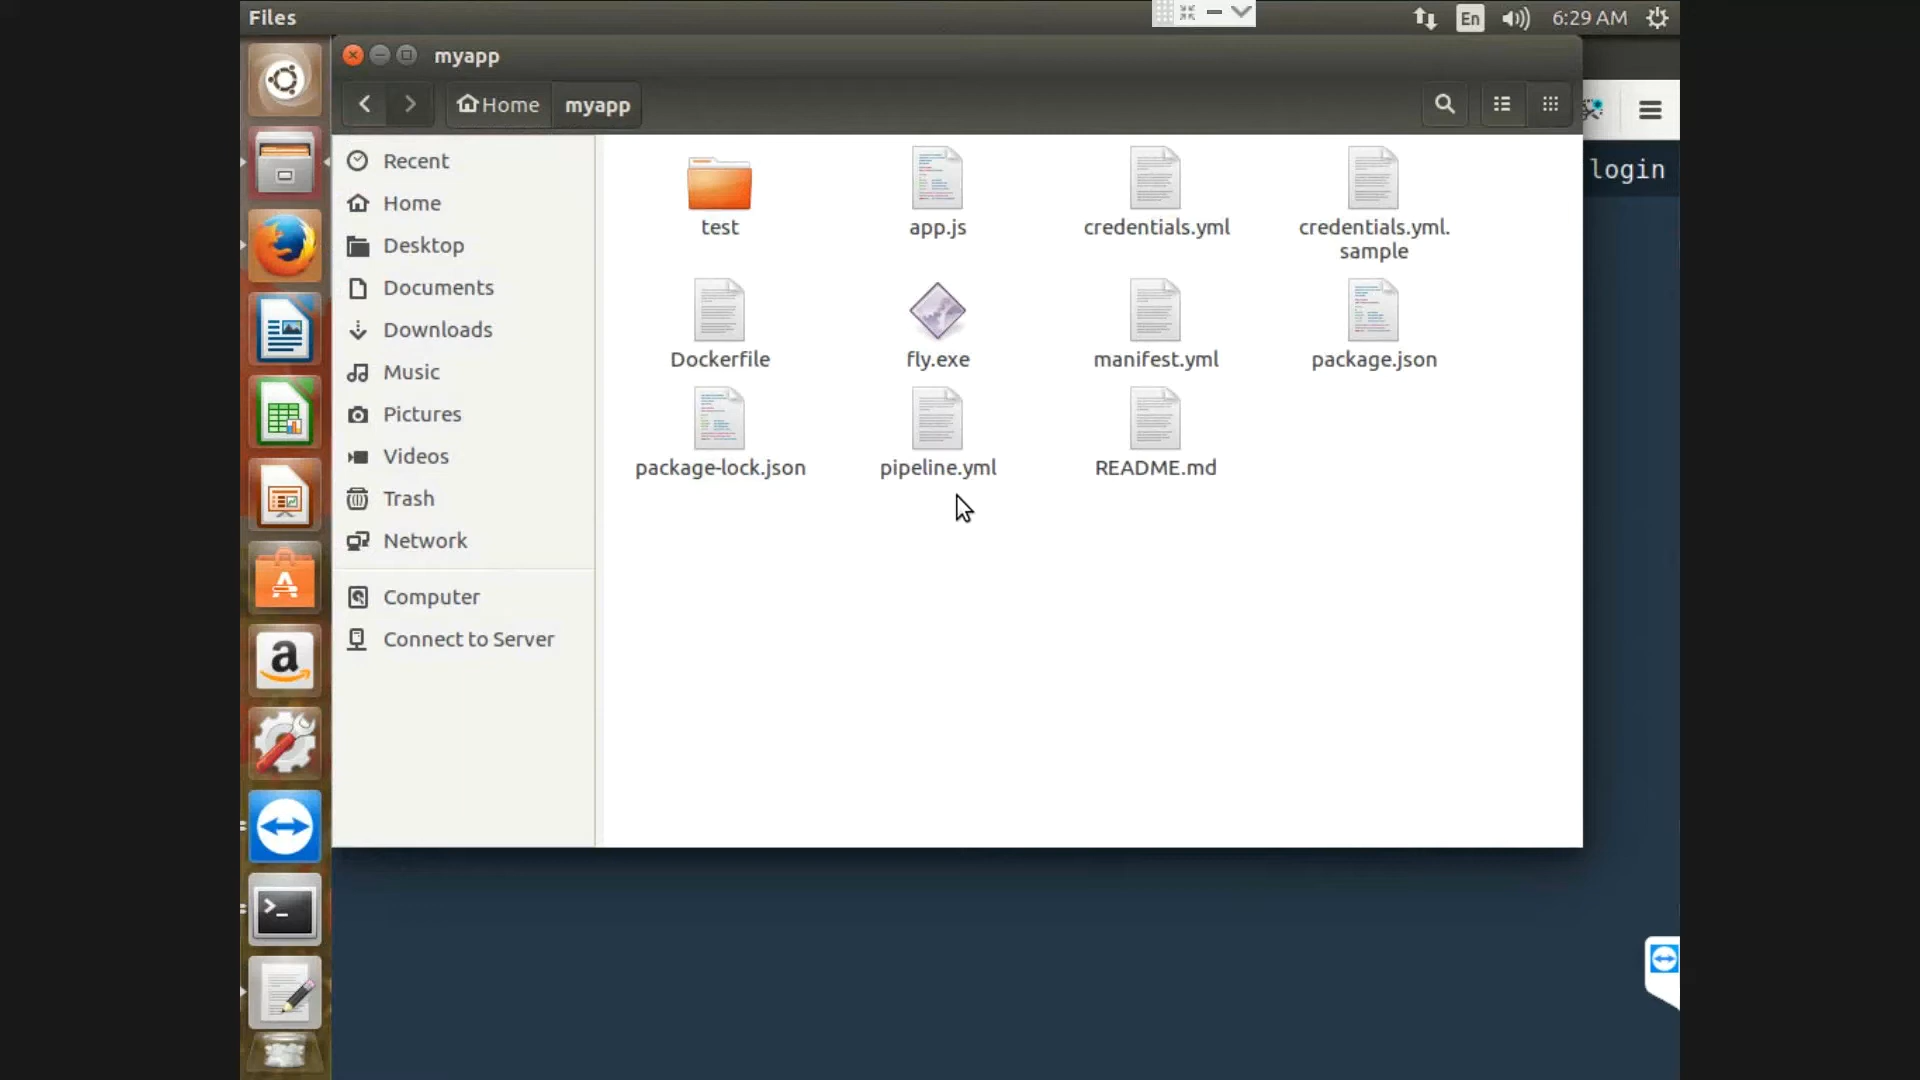 Files
En
6:29 AM
myapp
Home
myapp
login
Recent
Home
Desktop
Documents
Downloads
Music
Pictures
Videos
Trash
Network
Computer
Connect to Server
test
app.js
credentials.yml
credentials.yml.
sample
Dockerfile
fly.exe
manifest.yml
package.json
package-lock.json
pipeline.yml
README.md